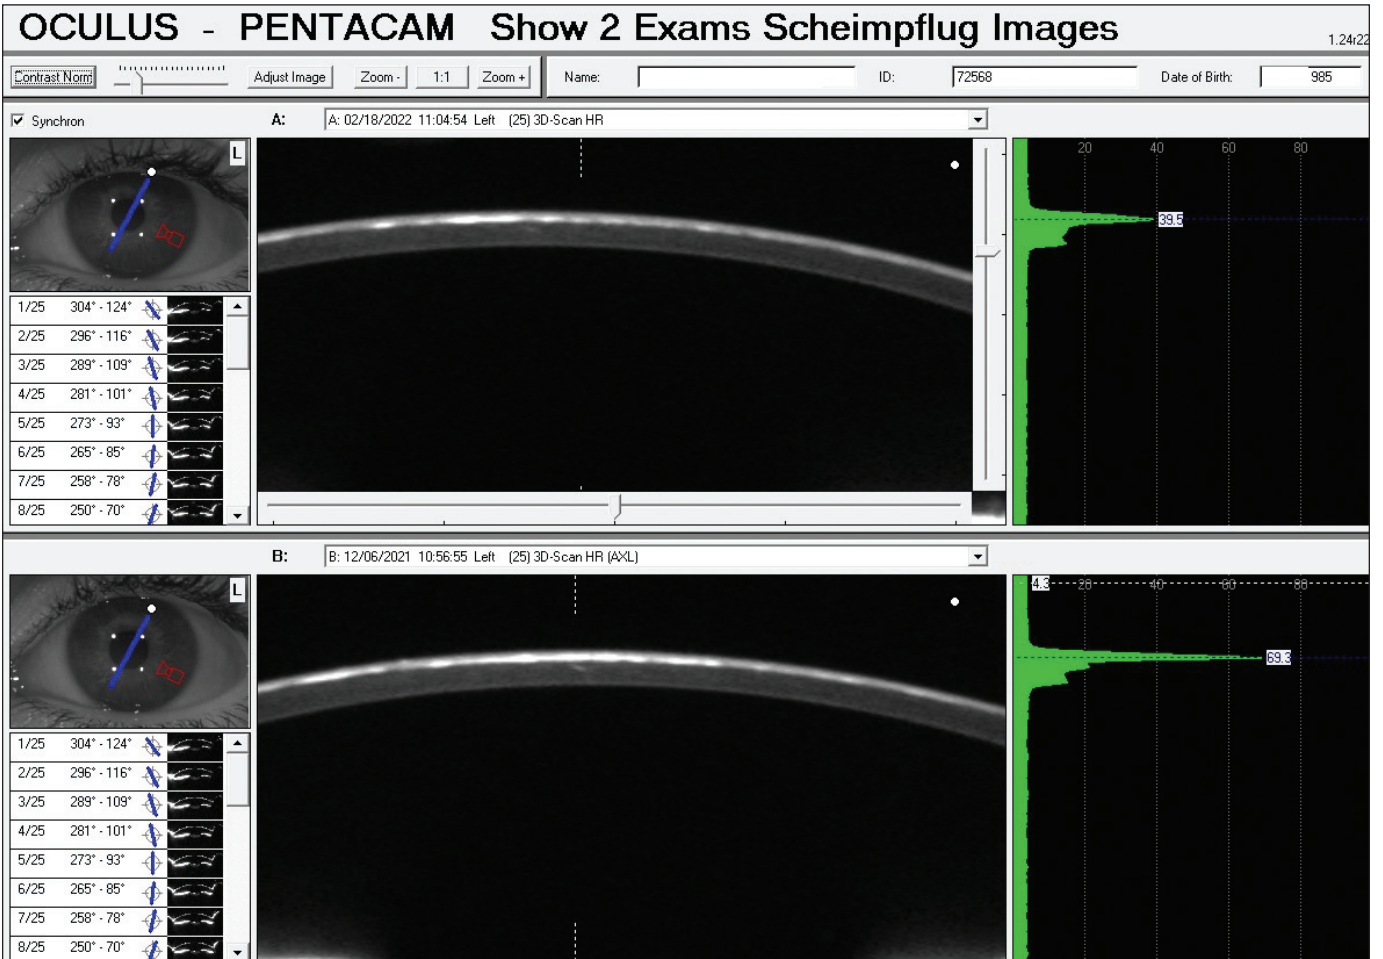 OCULUS - PENTACAM Show 2 Exams Scheimpflug Images
1.24r22
Contrast Norm Adjust Image Zoom - 1:1 Zoom + Name: ID: 72568 Date of Birth: 985
Synchron A: A: 02/18/2022 11:04:54 Left (25) 3D-Scan HR
L
20 40 60 80
39.5
1/25 304° - 124°
2/25 296° - 116°
3/25 289° - 109°
4/25 281° - 101°
5/25 273° - 93°
6/25 265° - 85°
7/25 258° - 78°
8/25 250° - 70°
B: B: 12/06/2021 10:56:55 Left (25) 3D-Scan HR (AXL)
L
4.3 20 40 60 80
69.3
1/25 304° - 124°
2/25 296° - 116°
3/25 289° - 109°
4/25 281° - 101°
5/25 273° - 93°
6/25 265° - 85°
7/25 258° - 78°
8/25 250° - 70°